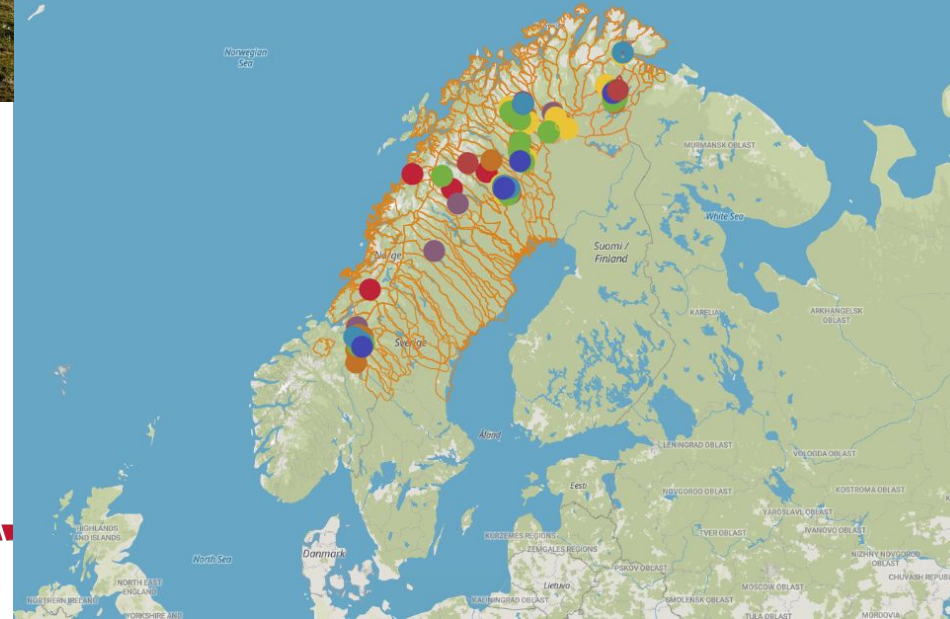 Norwegian
Sea
MURMANSK OBLAST
White Sea
Suomi /
Finland
Norge
KARELIA
ARKHANGELSK
OBLAST
Sverige
Åland
LENINGRAD OBLAST
VOLOGDA OBLAST
Eesti
NOVGOROD OBLAST
KOSTROMA OBLAST
YAROSLAVL OBLAST
HIGHLANDS
AND ISLANDS
KURZEMES REGIONS
TVER OBLAST
IVANOVO OBLAST
North Sea
Danmark
ZEMGALES REGIONS
NIZHNY NOVGOROD
OBLAST
PSKOV OBLAST
CHUVASH REPUBL
NORTH EAST
ENGLAND
Lietuva
MOSCOW OBLAST
NORTHERN IRELAND
KALININGRAD OBLAST
SMOLENSK OBLAST
YORKSHIRE AND
TULA OBLAST
MORDOVIA